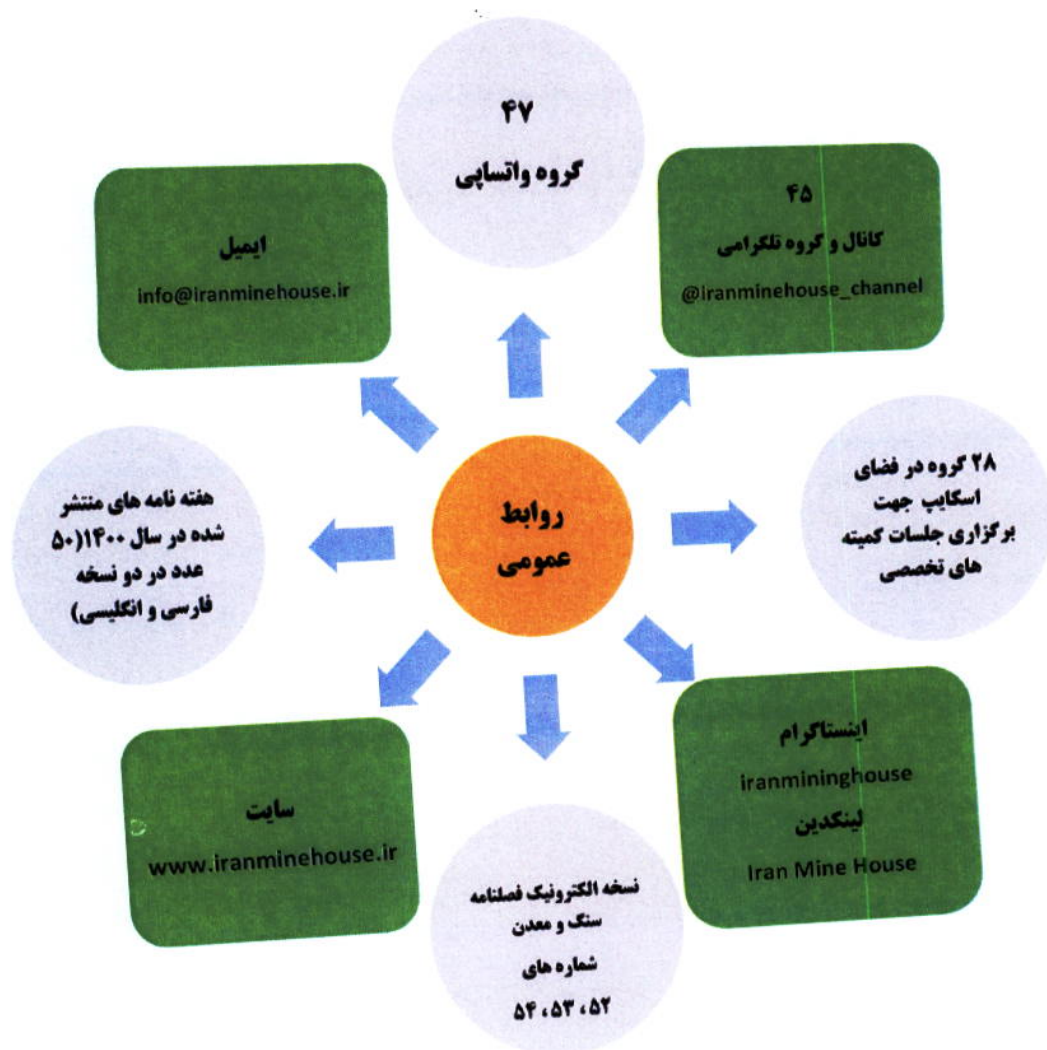 ۴۷
گروه واتساپی
۴۵
کانال و گروه تلگرامی
@iranminehouse_channel
ایمیل
info@iranminehouse.ir
۲۸ گروه در فضای
اسکایپ جهت
برگزاری جلسات کمیته
های تخصصی
روابط
عمومی
هفته نامه های منتشر
شده در سال ۱۴۰۰(۵۰
عدد در دو نسخه
فارسی و انگلیسی)
اینستاگرام
iranmininghouse
لینکدین
Iran Mine House
سایت
www.iranminehouse.ir
نسخه الکترونیک فصلنامه
سنگ و معدن
شماره های
۵۲ ، ۵۳ ، ۵۴